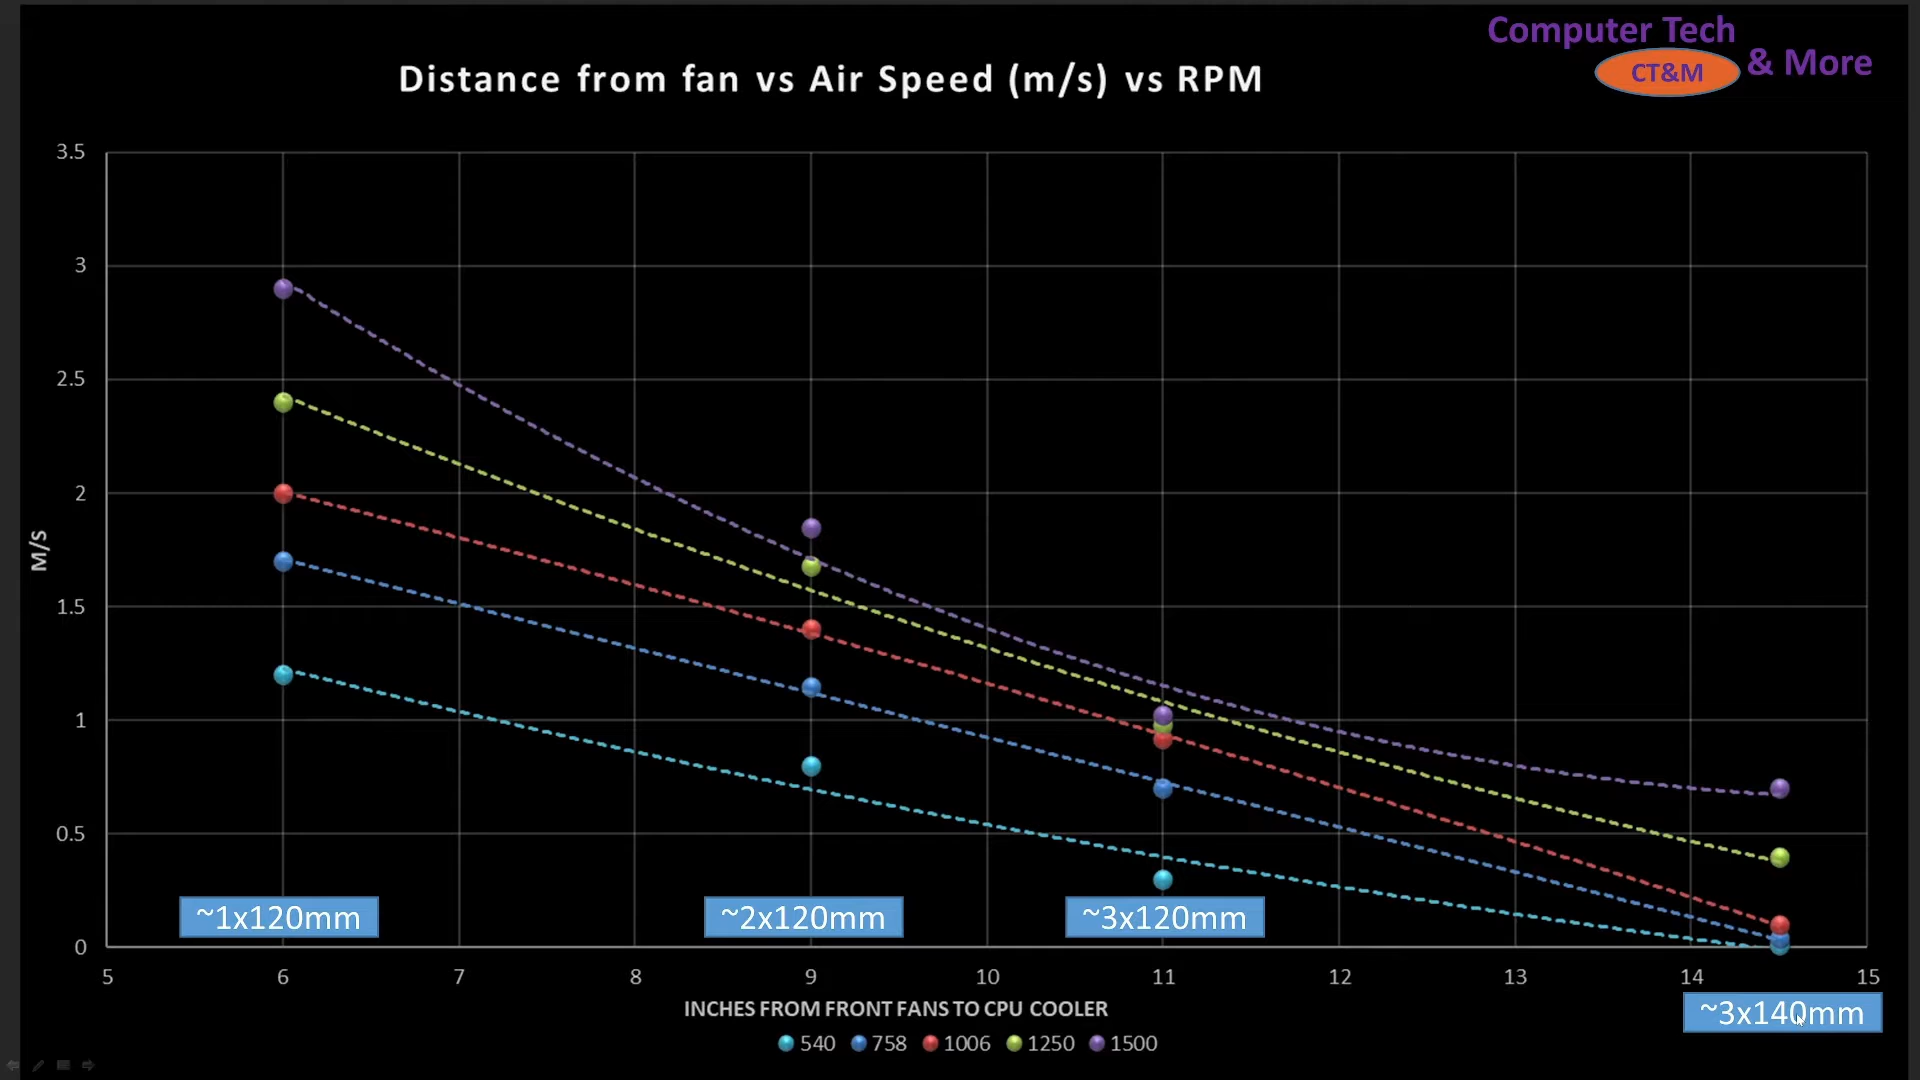 Computer Tech
CT&M
& More
Distance from fan vs Air Speed (m/s) vs RPM
3.5
3
2.5
2
1.5
1
0.5
0
M/S
~1x120mm
~2x120mm
~3x120mm
5
6
7
8
9
10
11
12
13
14
15
INCHES FROM FRONT FANS TO CPU COOLER
~3x140mm
540
758
1006
1250
1500